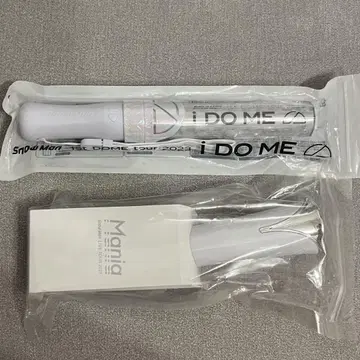 i DO ME
Snow Man 1st DOME tour 2023 i DO ME
Mania